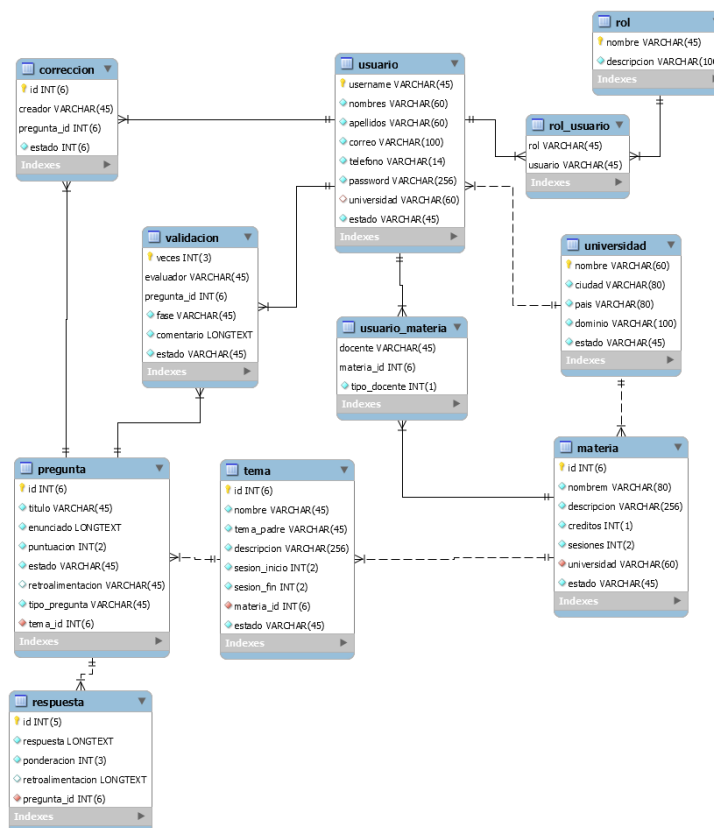 rol
nombre VARCHAR(45)
descripcion VARCHAR(100
Indexes
correccion
id INT(6)
creador VARCHAR(45)
pregunta_id INT(6)
estado INT(6)
Indexes
usuario
username VARCHAR(45)
nombres VARCHAR(60)
apellidos VARCHAR(60)
correo VARCHAR(100)
telefono VARCHAR(14)
password VARCHAR(256)
universidad VARCHAR(60)
estado VARCHAR(45)
Indexes
rol_usuario
rol VARCHAR(45)
usuario VARCHAR(45)
Indexes
validacion
veces INT(3)
evaluador VARCHAR(45)
pregunta_id INT(6)
fase VARCHAR(45)
comentario LONGTEXT
estado VARCHAR(45)
Indexes
universidad
nombre VARCHAR(60)
ciudad VARCHAR(80)
pais VARCHAR(80)
dominio VARCHAR(100)
estado VARCHAR(45)
Indexes
usuario_materia
docente VARCHAR(45)
materia_id INT(6)
tipo_docente INT(1)
Indexes
pregunta
id INT(6)
titulo VARCHAR(45)
enunciado LONGTEXT
puntuacion INT(2)
estado VARCHAR(45)
retroalimentacion VARCHAR(45)
tipo_pregunta VARCHAR(45)
tema_id INT(6)
Indexes
tema
id INT(6)
nombre VARCHAR(45)
tema_padre VARCHAR(45)
descripcion VARCHAR(256)
sesion_inicio INT(2)
sesion_fin INT(2)
materia_id INT(6)
estado VARCHAR(45)
Indexes
materia
id INT(6)
nombrem VARCHAR(80)
descripcion VARCHAR(256)
creditos INT(1)
sesiones INT(2)
universidad VARCHAR(60)
estado VARCHAR(45)
Indexes
respuesta
id INT(5)
respuesta LONGTEXT
ponderacion INT(3)
retroalimentacion LONGTEXT
pregunta_id INT(6)
Indexes